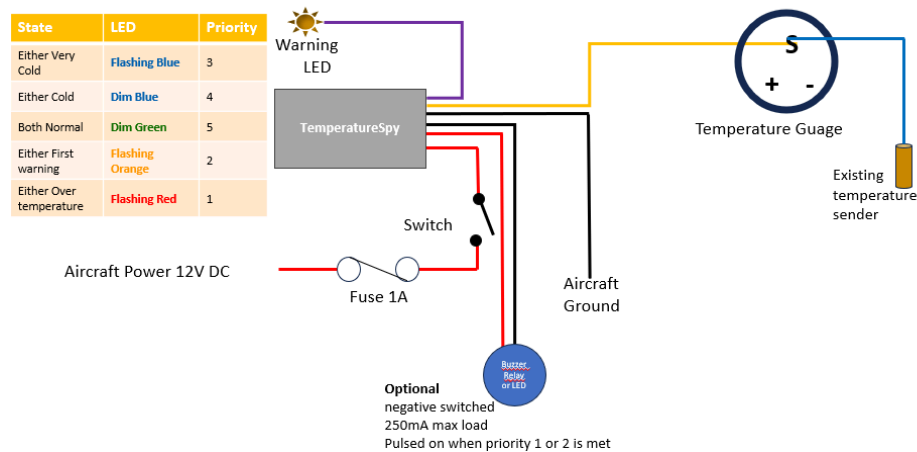 State LED Priority
Either Very
Cold
Flashing Blue 3
Either Cold Dim Blue 4
Both Normal Dim Green 5
Either First
warning
Flashing
Orange
2
Either Over
temperature
Flashing Red 1
Warning
LED
TemperatureSpy
S
+ -
Temperature Guage
Existing
temperature
sender
Switch
Aircraft Power 12V DC
Fuse 1A
Aircraft
Ground
Buzzer
Relay
or LED
Optional
negative switched
250mA max load
Pulsed on when priority 1 or 2 is met